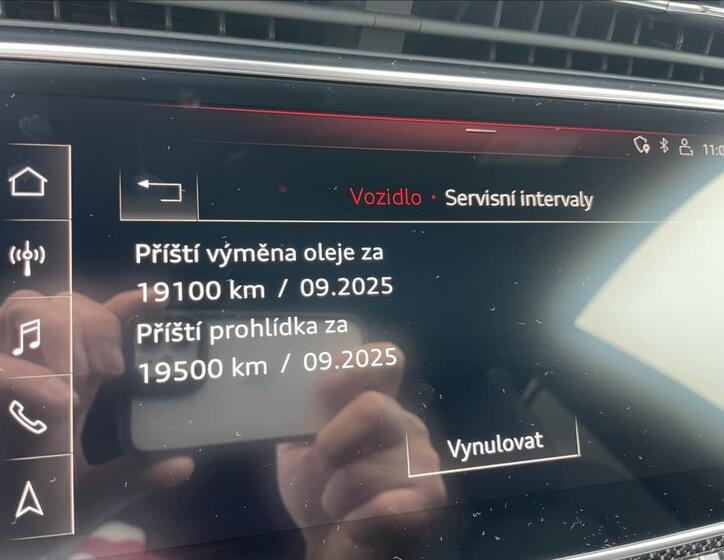 Vozidlo · Servisní intervaly
Příští výměna oleje za
19100 km / 09.2025
Příští prohlídka za
19500 km / 09.2025
Vynulovat